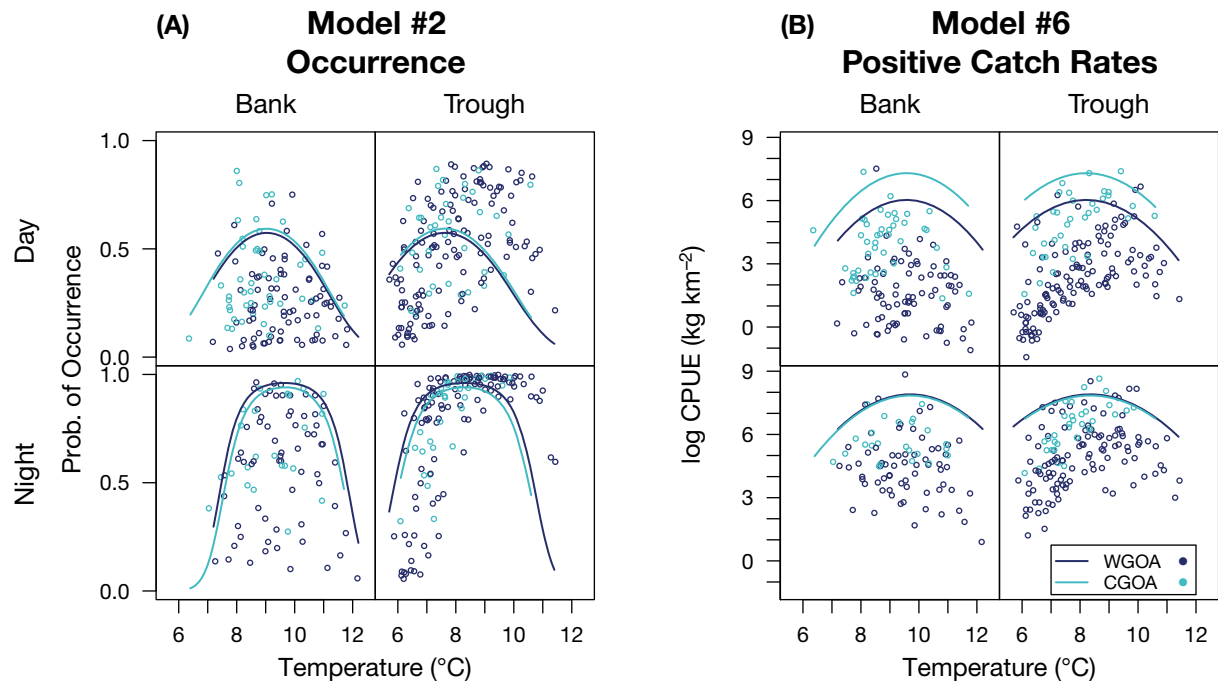 (A) Model #2
Occurrence
Bank Trough
Day
Night
Prob. of Occurrence
1.0
0.5
0.0
1.0
0.5
0.0
6 8 10 12 6 8 10 12
Temperature (°C)
(B) Model #6
Positive Catch Rates
Bank Trough
log CPUE (kg km−2)
9
6
3
0
9
6
3
0
WGOA
CGOA
6 8 10 12 6 8 10 12
Temperature (°C)